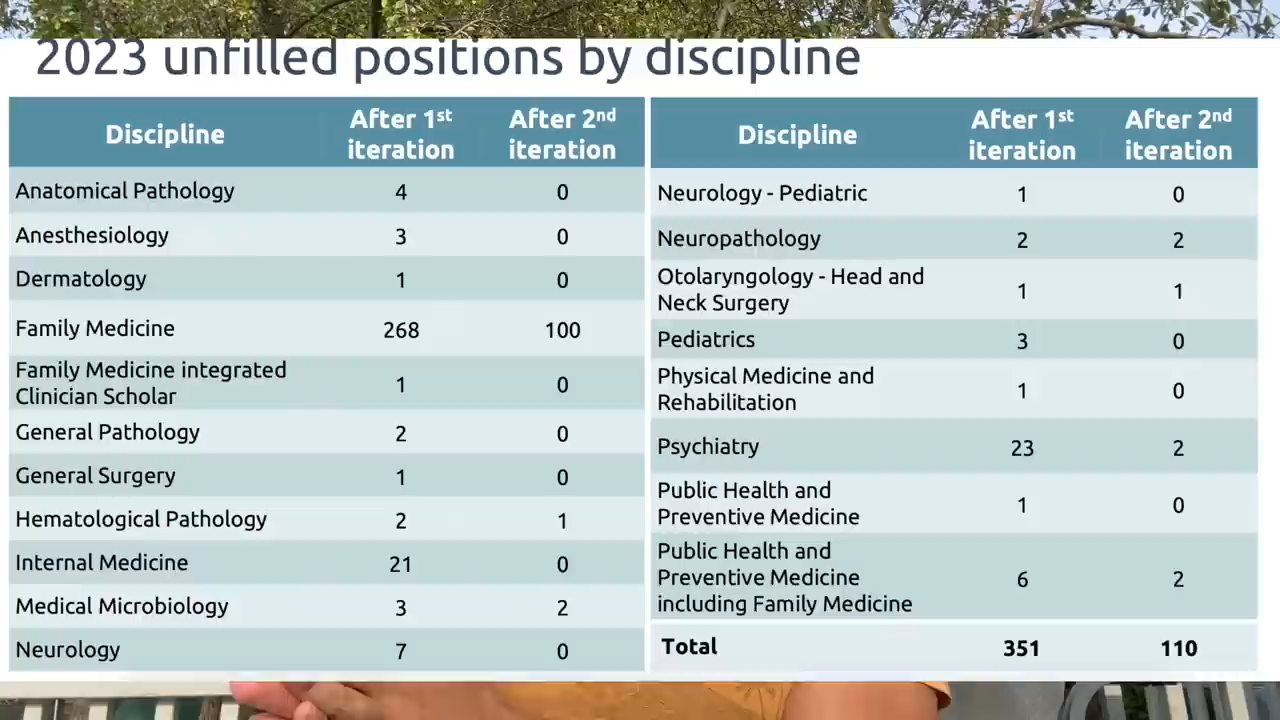 2023 unfilled positions by discipline
Discipline After 1st iteration After 2nd iteration
Anatomical Pathology 4 0
Anesthesiology 3 0
Dermatology 1 0
Family Medicine 268 100
Family Medicine integrated
Clinician Scholar 1 0
General Pathology 2 0
General Surgery 1 0
Hematological Pathology 2 1
Internal Medicine 21 0
Medical Microbiology 3 2
Neurology 7 0
Discipline After 1st iteration After 2nd iteration
Neurology - Pediatric 1 0
Neuropathology 2 2
Otolaryngology - Head and
Neck Surgery 1 1
Pediatrics 3 0
Physical Medicine and
Rehabilitation 1 0
Psychiatry 23 2
Public Health and
Preventive Medicine 1 0
Public Health and
Preventive Medicine
including Family Medicine 6 2
Total 351 110